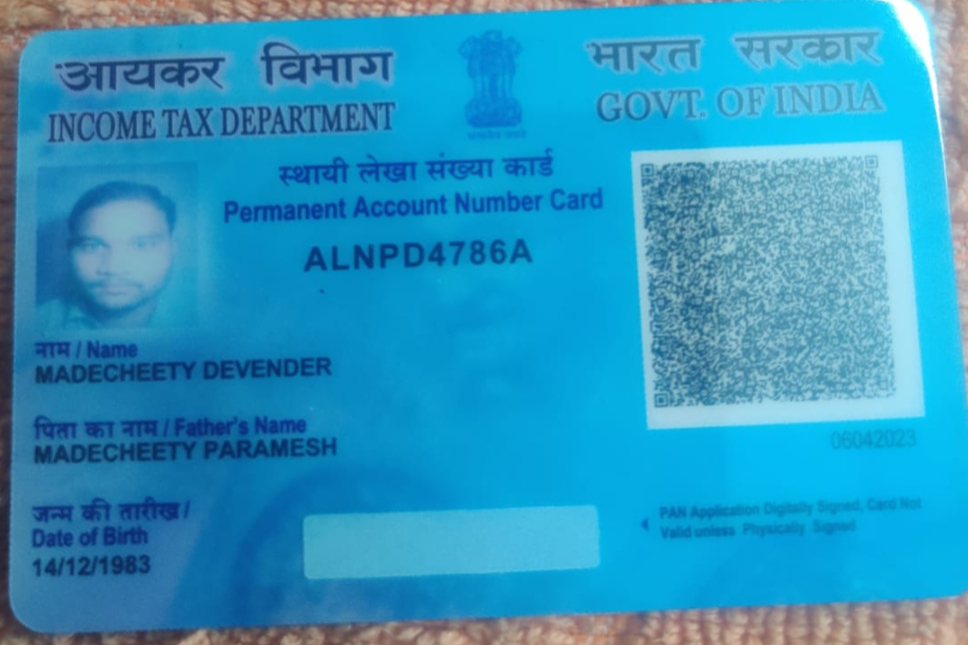 आयकर विभाग
INCOME TAX DEPARTMENT
भारत सरकार
GOVT. OF INDIA
स्थायी लेखा संख्या कार्ड
Permanent Account Number Card
ALNPD4786A
नाम / Name
MADECHEETY DEVENDER
पिता का नाम / Father's Name
MADECHEETY PARAMESH
06042023
जन्म की तारीख /
Date of Birth
14/12/1983
PAN Application Digitally Signed, Card Not
Valid unless Physically Signed